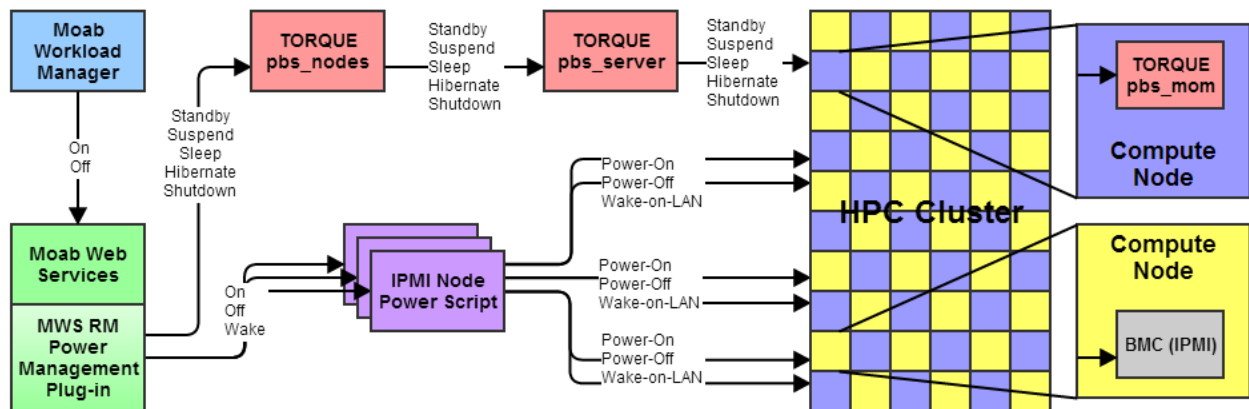 Moab
Workload
Manager
On
Off
Moab Web
Services
MWS RM
Power
Management
Plug-in
Standby
Suspend
Sleep
Hibernate
Shutdown
TORQUE
pbs_nodes
Standby
Suspend
Sleep
Hibernate
Shutdown
TORQUE
pbs_server
Standby
Suspend
Sleep
Hibernate
Shutdown
On
Off
Wake
IPMI Node
Power Script
Power-On
Power-Off
Wake-on-LAN
Power-On
Power-Off
Wake-on-LAN
Power-On
Power-Off
Wake-on-LAN
HPC Cluster
TORQUE
pbs_mom
Compute
Node
Compute
Node
BMC (IPMI)